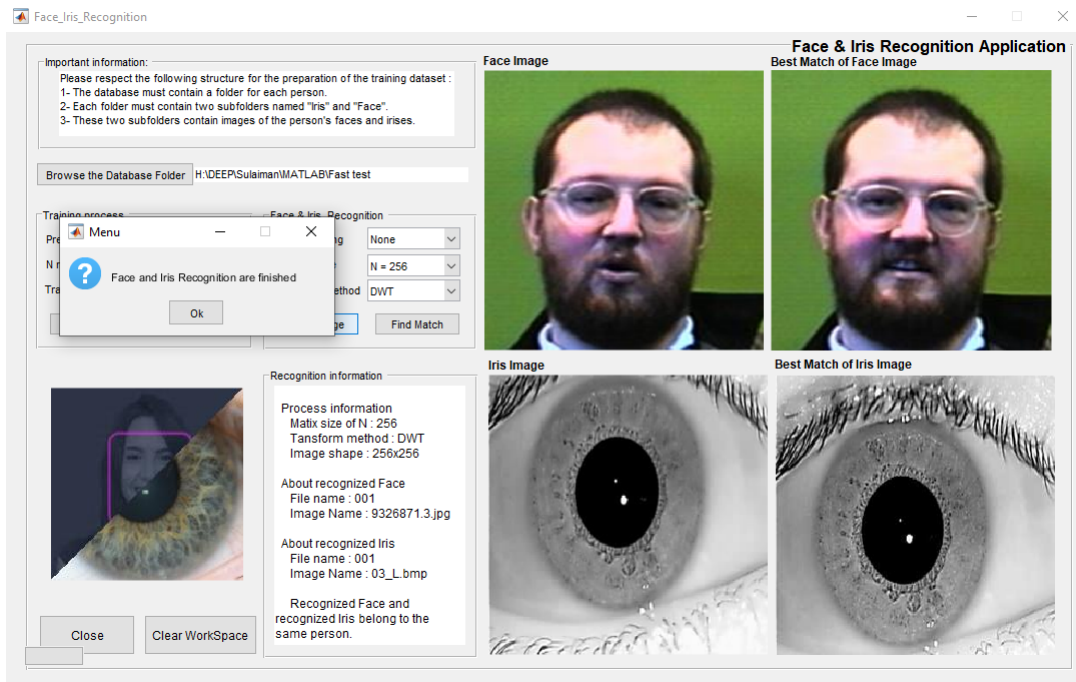 Face_Iris_Recognition
Face & Iris Recognition Application
Important information:
Please respect the following structure for the preparation of the training dataset :
1- The database must contain a folder for each person.
2- Each folder must contain two subfolders named "Iris" and "Face".
3- These two subfolders contain images of the person's faces and irises.
Browse the Database Folder
H:\DEEP\Sulaiman\MATLAB\Fast test
Training process
Menu
Face and Iris Recognition are finished
Ok
Face & Iris Recognition
None
N = 256
DWT
Find Match
Recognition information
Process information
Matix size of N : 256
Transform method : DWT
Image shape : 256x256
About recognized Face
File name : 001
Image Name : 9326871.3.jpg
About recognized Iris
File name : 001
Image Name : 03_L.bmp
Recognized Face and
recognized Iris belong to the
same person.
Close
Clear WorkSpace
Face Image
Best Match of Face Image
Iris Image
Best Match of Iris Image